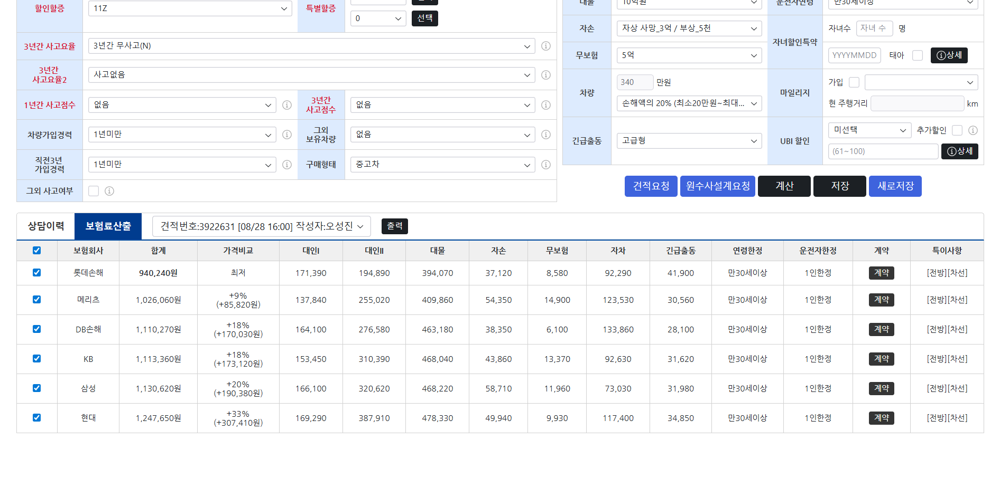 할인할증 11Z 특별할증
0 선택
3년간 사고요율 3년간 무사고(N)
3년간
사고요율2 사고없음
1년간 사고점수 없음 3년간
사고점수 없음
차량가입경력 1년미만 그외
보유차량 없음
직전3년
가입경력 1년미만 구매형태 중고차
그외 사고여부
대물 10억원 운전자연령 만30세이상
자손 자상 사망_3억 / 부상_5천 자녀할인특약 자녀수 자녀 수 명
무보험 5억 YYYYMMDD 태아 상세
차량 340 만원 마일리지 가입
손해액의 20% (최소20만원~최대... 현 주행거리 km
긴급출동 고급형 UBI 할인 미선택 추가할인
(61~100) 상세
견적요청 원수사설계요청 계산 저장 새로저장
상담이력 보험료산출 견적번호:3922631 [08/28 16:00] 작성자:오성진 출력
보험회사 합계 가격비교 대인I 대인II 대물 자손 무보험 자차 긴급출동 연령한정 운전자한정 계약 특이사항
롯데손해 940,240원 최저 171,390 194,890 394,070 37,120 8,580 92,290 41,900 만30세이상 1인한정 계약 [전방][차선]
메리츠 1,026,060원 +9%
(+85,820원) 137,840 255,020 409,860 54,350 14,900 123,530 30,560 만30세이상 1인한정 계약 [전방][차선]
DB손해 1,110,270원 +18%
(+170,030원) 164,100 276,580 463,180 38,350 6,100 133,860 28,100 만30세이상 1인한정 계약 [전방][차선]
KB 1,113,360원 +18%
(+173,120원) 153,450 310,390 468,040 43,860 13,370 92,630 31,620 만30세이상 1인한정 계약 [전방][차선]
삼성 1,130,620원 +20%
(+190,380원) 166,100 320,620 468,220 58,710 11,960 73,030 31,980 만30세이상 1인한정 계약 [전방][차선]
현대 1,247,650원 +33%
(+307,410원) 169,290 387,910 478,330 49,940 9,930 117,400 34,850 만30세이상 1인한정 계약 [전방][차선]